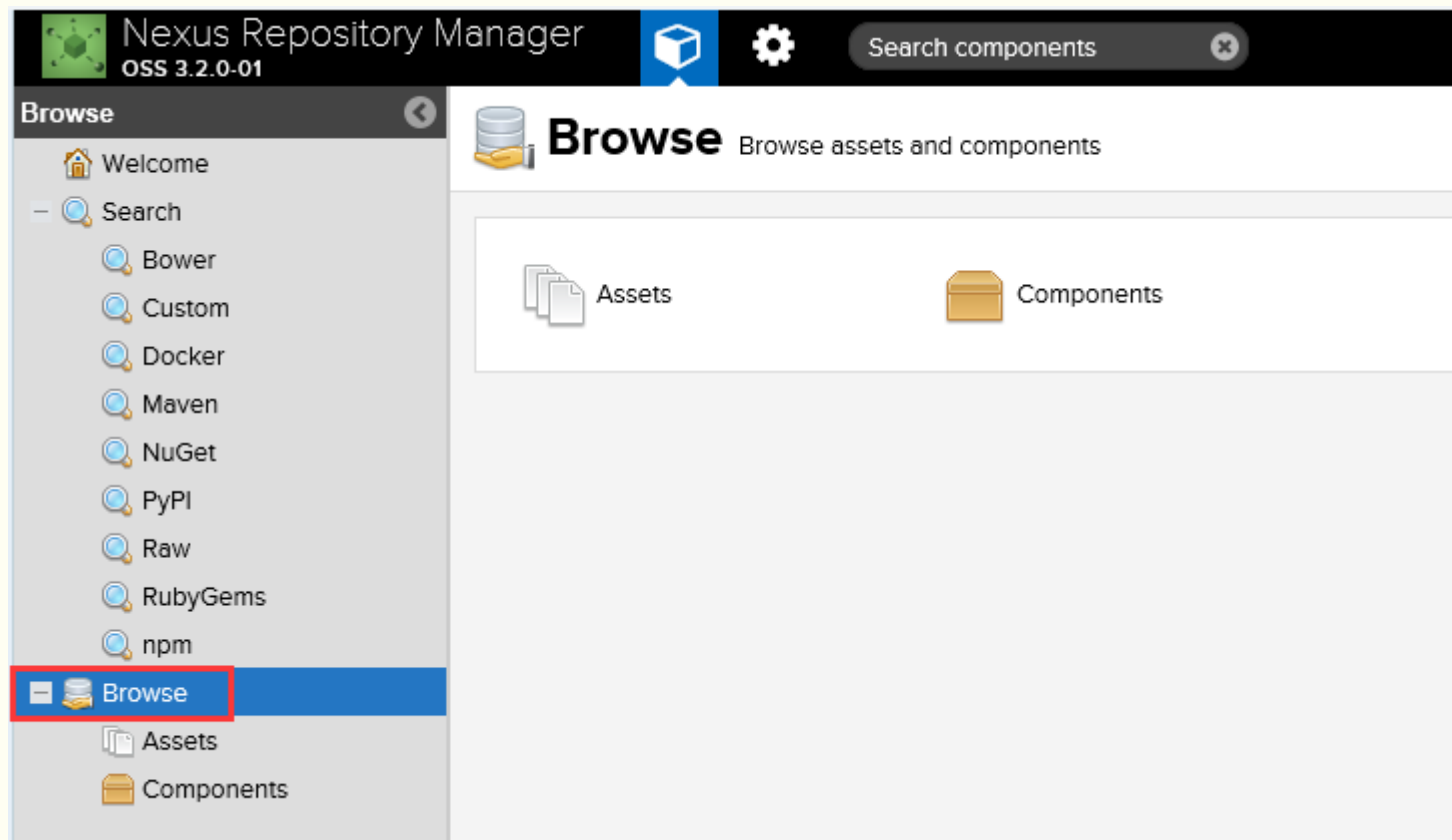 Nexus Repository Manager
OSS 3.2.0-01
Search components
Browse
Welcome
Search
Bower
Custom
Docker
Maven
NuGet
PyPI
Raw
RubyGems
npm
Browse
Assets
Components
Browse Browse assets and components
Assets Components